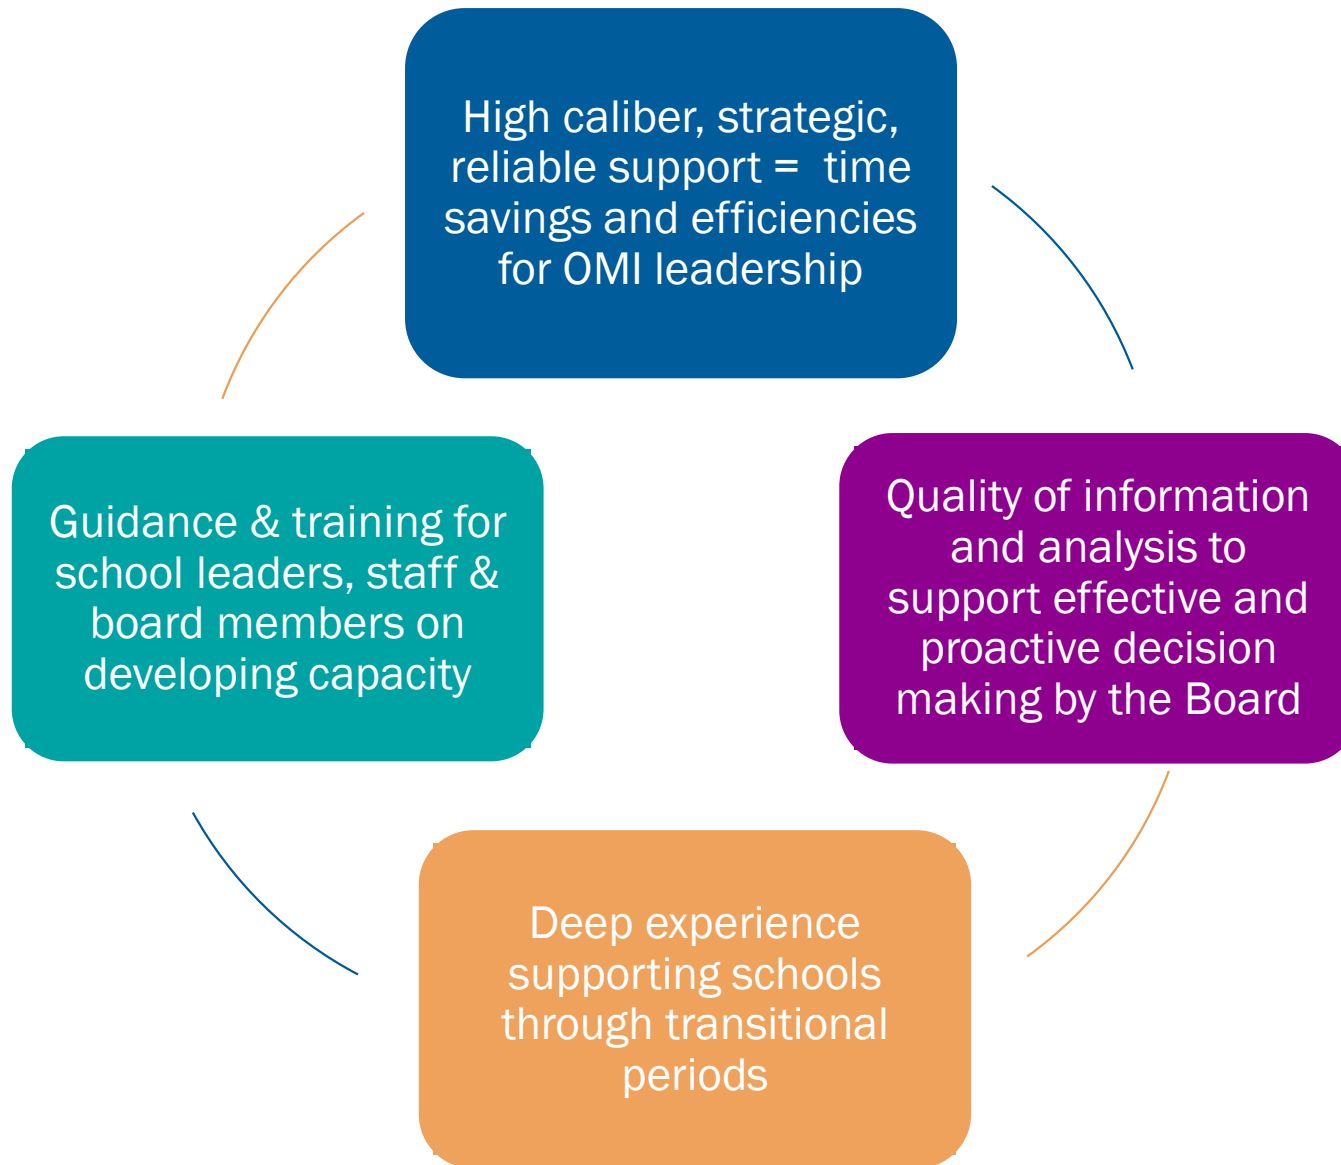 High caliber, strategic,
reliable support = time
savings and efficiencies
for OMI leadership
Quality of information
and analysis to
support effective and
proactive decision
making by the Board
Deep experience
supporting schools
through transitional
periods
Guidance & training for
school leaders, staff &
board members on
developing capacity